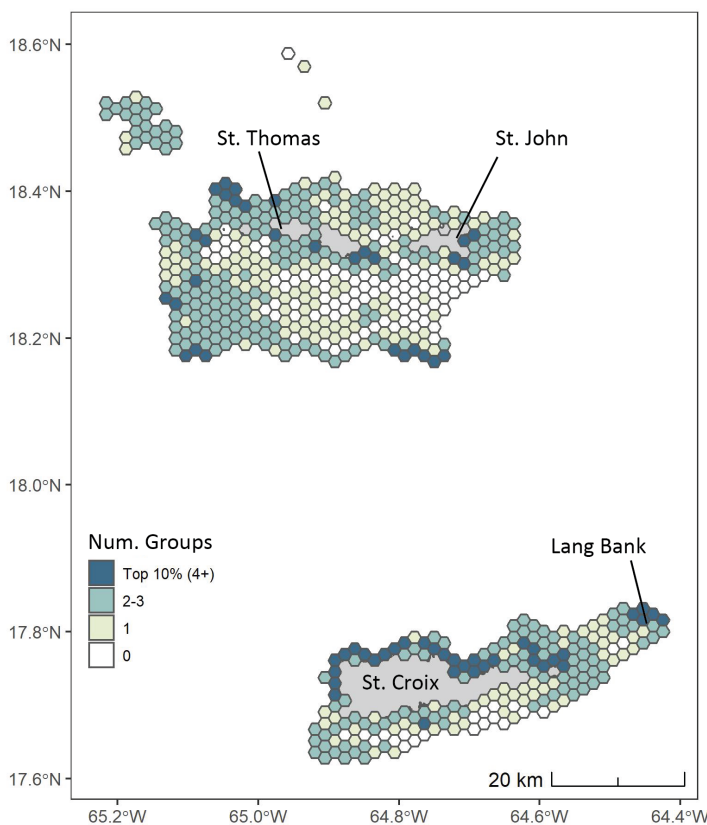 18.6°N
St. Thomas
St. John
18.4°N
18.2°N
18.0°N
Num. Groups
Top 10% (4+)
2-3
1
0
Lang Bank
17.8°N
St. Croix
17.6°N
20 km
65.2°W
65.0°W
64.8°W
64.6°W
64.4°W